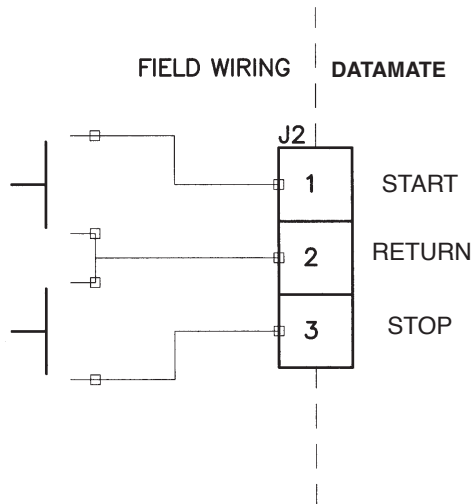 FIELD WIRING DATAMATE
J2
1 START
2 RETURN
3 STOP